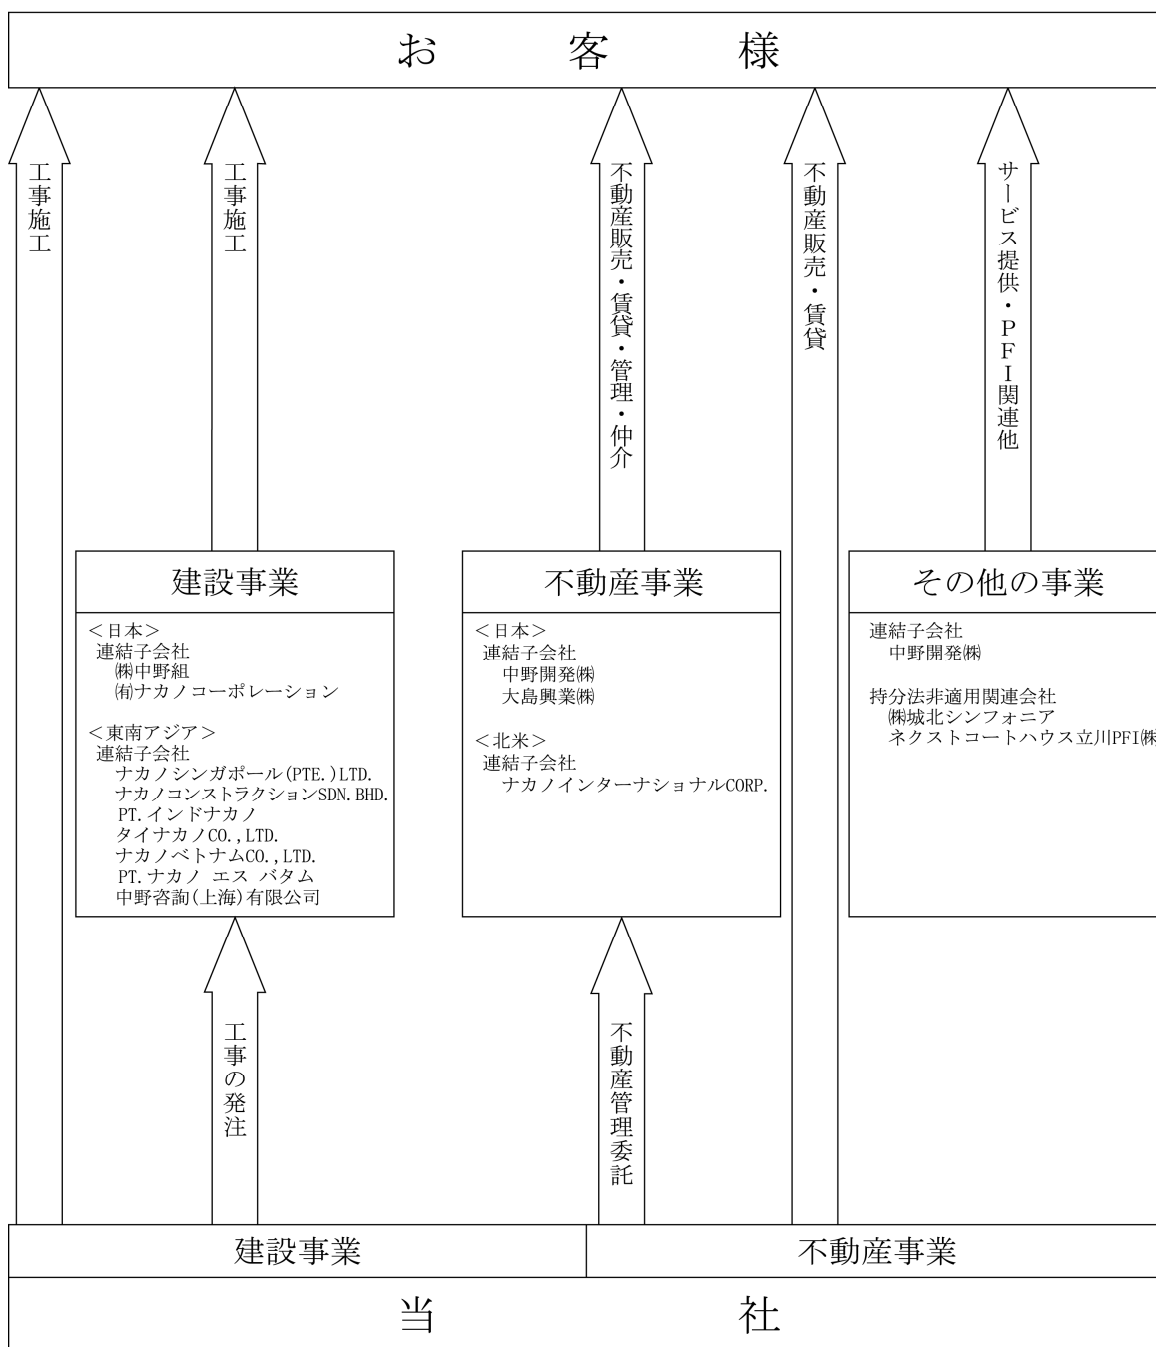 お客様
工事施工
工事施工
不動産販売・賃貸・管理・仲介
不動産販売・賃貸
サービス提供・PFI関連他
建設事業
＜日本＞
連結子会社
㈱中野組
㈲ナカノコーポレーション
＜東南アジア＞
連結子会社
ナカノシンガポール(PTE.)LTD.
ナカノコンストラクションSDN.BHD.
PT.インドナカノ
タイナカノCO.,LTD.
ナカノベトナムCO.,LTD.
PT.ナカノ エス バタム
中野咨詢(上海)有限公司
不動産事業
＜日本＞
連結子会社
中野開発㈱
大島興業㈱
＜北米＞
連結子会社
ナカノインターナショナルCORP.
その他の事業
連結子会社
中野開発㈱
持分法非適用関連会社
㈱城北シンフォニア
ネクストコートハウス立川PFI㈱
工事の発注
不動産管理委託
建設事業
不動産事業
当社